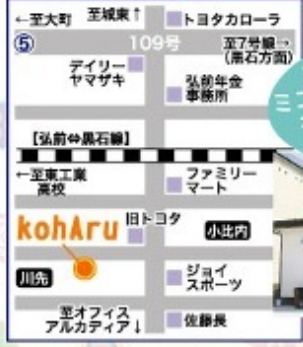 ←至大町
至城東↑
トヨタカローラ
⑤
109号
至7号線→
(黒石方面)
デイリー
ヤマザキ
弘前年金
事務所
【弘前⇔黒石線】
←至東工業
高校
ファミリー
マート
kohAru
旧トヨタ
小比内
川先
ジョイ
スポーツ
至オフィス
アルカディア↓
佐藤長